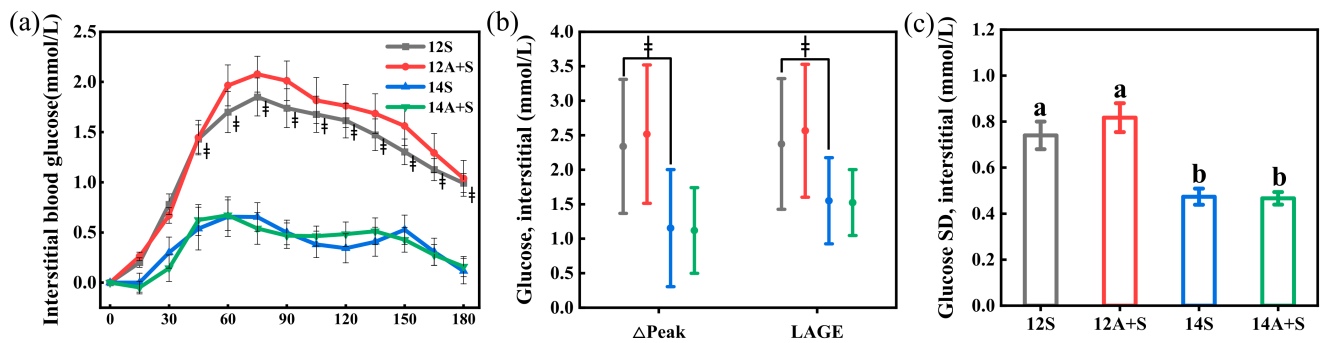 (a)
Interstitial blood glucose(mmol/L)
2.5
2.0
1.5
1.0
0.5
0.0
0 30 60 90 120 150 180
12S
12A+S
14S
14A+S
‡ ‡ ‡ ‡ ‡ ‡ ‡ ‡ ‡ ‡
(b)
Glucose, interstitial (mmol/L)
4.0
3.5
3.0
2.5
2.0
1.5
1.0
0.5
0.0
‡ ‡
△Peak LAGE
(c)
Glucose SD, interstitial (mmol/L)
1.2
1.0
0.8
0.6
0.4
0.2
0.0
a a b b
12S 12A+S 14S 14A+S